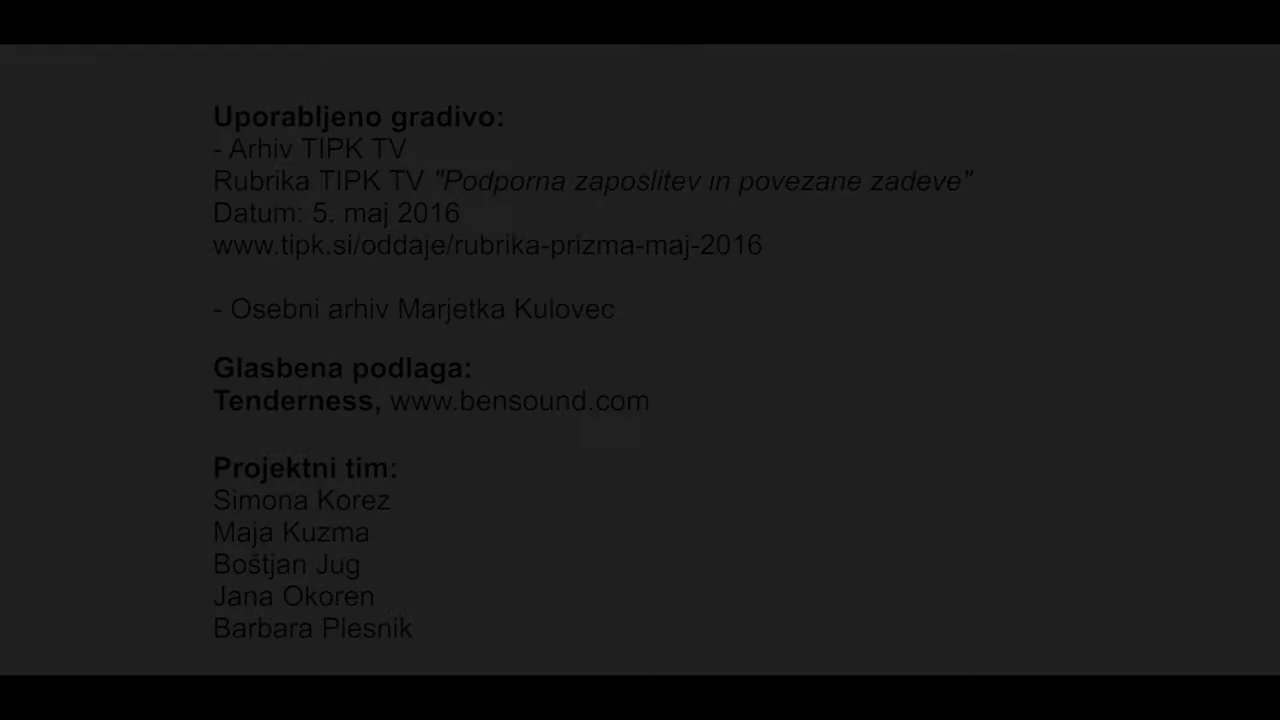 Uporabljeno gradivo:
- Arhiv TIPK TV
Rubrika TIPK TV "Podporna zaposlitev in povezane zadeve"
Datum: 5. maj 2016
www.tipk.si/oddaje/rubrika-prizma-maj-2016
- Osebni arhiv Marjetka Kulovec
Glasbena podlaga:
Tenderness, www.bensound.com
Projektni tim:
Simona Korez
Maja Kuzma
Boštjan Jug
Jana Okoren
Barbara Plesnik